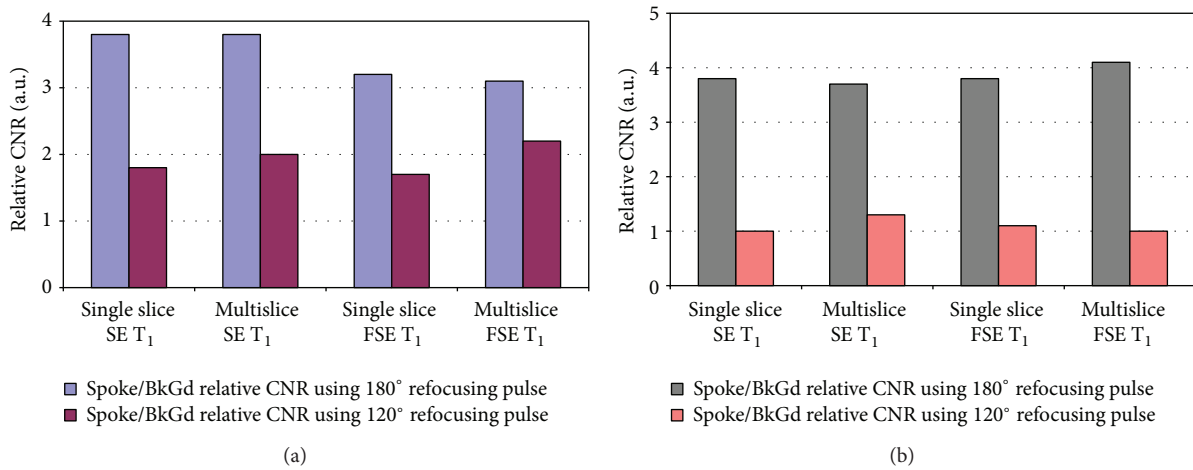 4
3
2
1
0
Relative CNR (a.u.)
Single slice
SE T₁
Multislice
SE T₁
Single slice
FSE T₁
Multislice
FSE T₁
Spoke/BkGd relative CNR using 180° refocusing pulse
Spoke/BkGd relative CNR using 120° refocusing pulse
(a)
5
4
3
2
1
0
Relative CNR (a.u.)
Single slice
SE T₁
Multislice
SE T₁
Single slice
FSE T₁
Multislice
FSE T₁
Spoke/BkGd relative CNR using 180° refocusing pulse
Spoke/BkGd relative CNR using 120° refocusing pulse
(b)